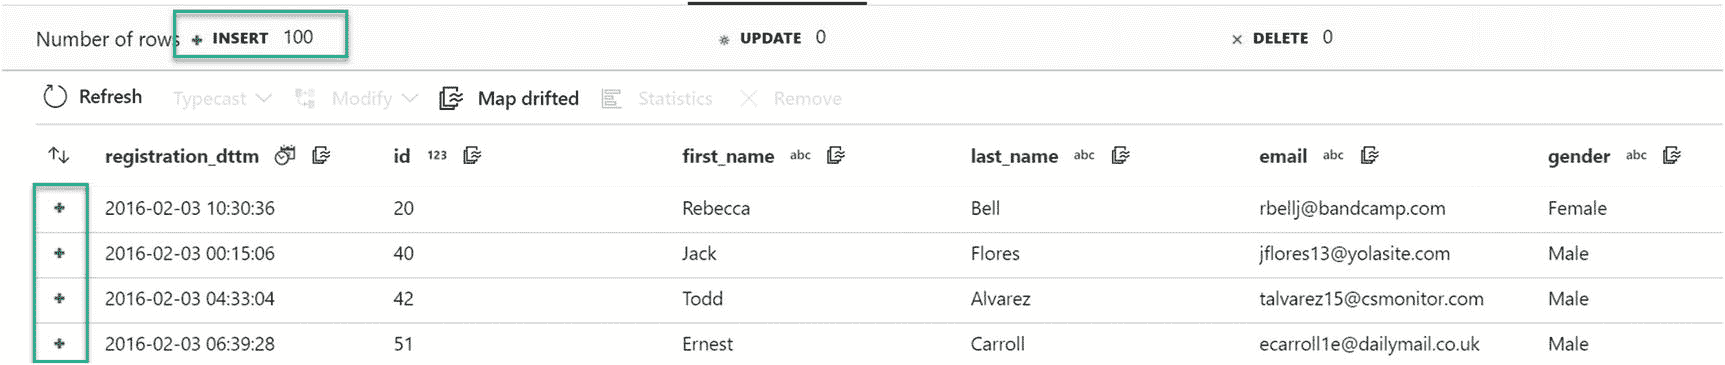 Number of rows + INSERT 100 UPDATE 0 × DELETE 0
Refresh Typecast Modify Map drifted Statistics Remove
registration_dttm id 123 first_name abc last_name abc email abc gender abc
+ 2016-02-03 10:30:36 20 Rebecca Bell rbellj@bandcamp.com Female
+ 2016-02-03 00:15:06 40 Jack Flores jflores13@yolasite.com Male
+ 2016-02-03 04:33:04 42 Todd Alvarez talvarez15@csmonitor.com Male
+ 2016-02-03 06:39:28 51 Ernest Carroll ecarroll1e@dailymail.co.uk Male